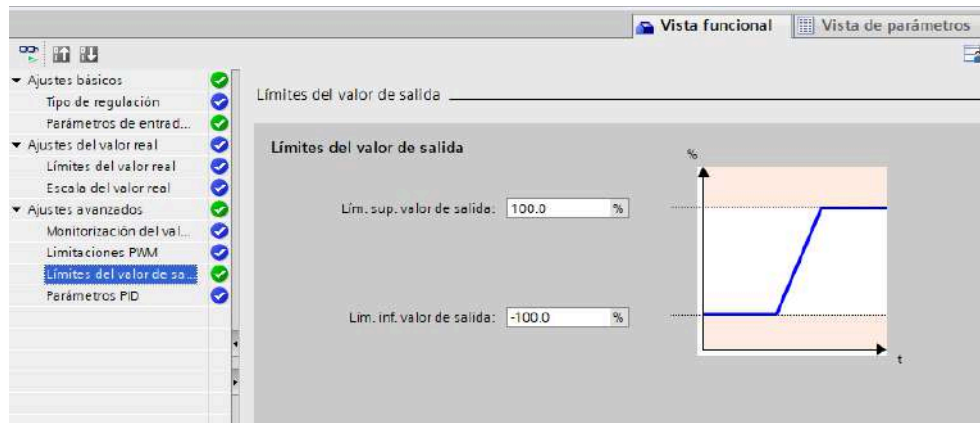 Vista funcional
Vista de parámetros
Ajustes básicos
Tipo de regulación
Parámetros de entrad...
Ajustes del valor real
Límites del valor real
Escala del valor real
Ajustes avanzados
Monitorización del val...
Limitaciones PWM
Límites del valor de sa...
Parámetros PID
Límites del valor de salida
Límites del valor de salida
Lím. sup. valor de salida: 100.0 %
Lím. inf. valor de salida: -100.0 %
%
t